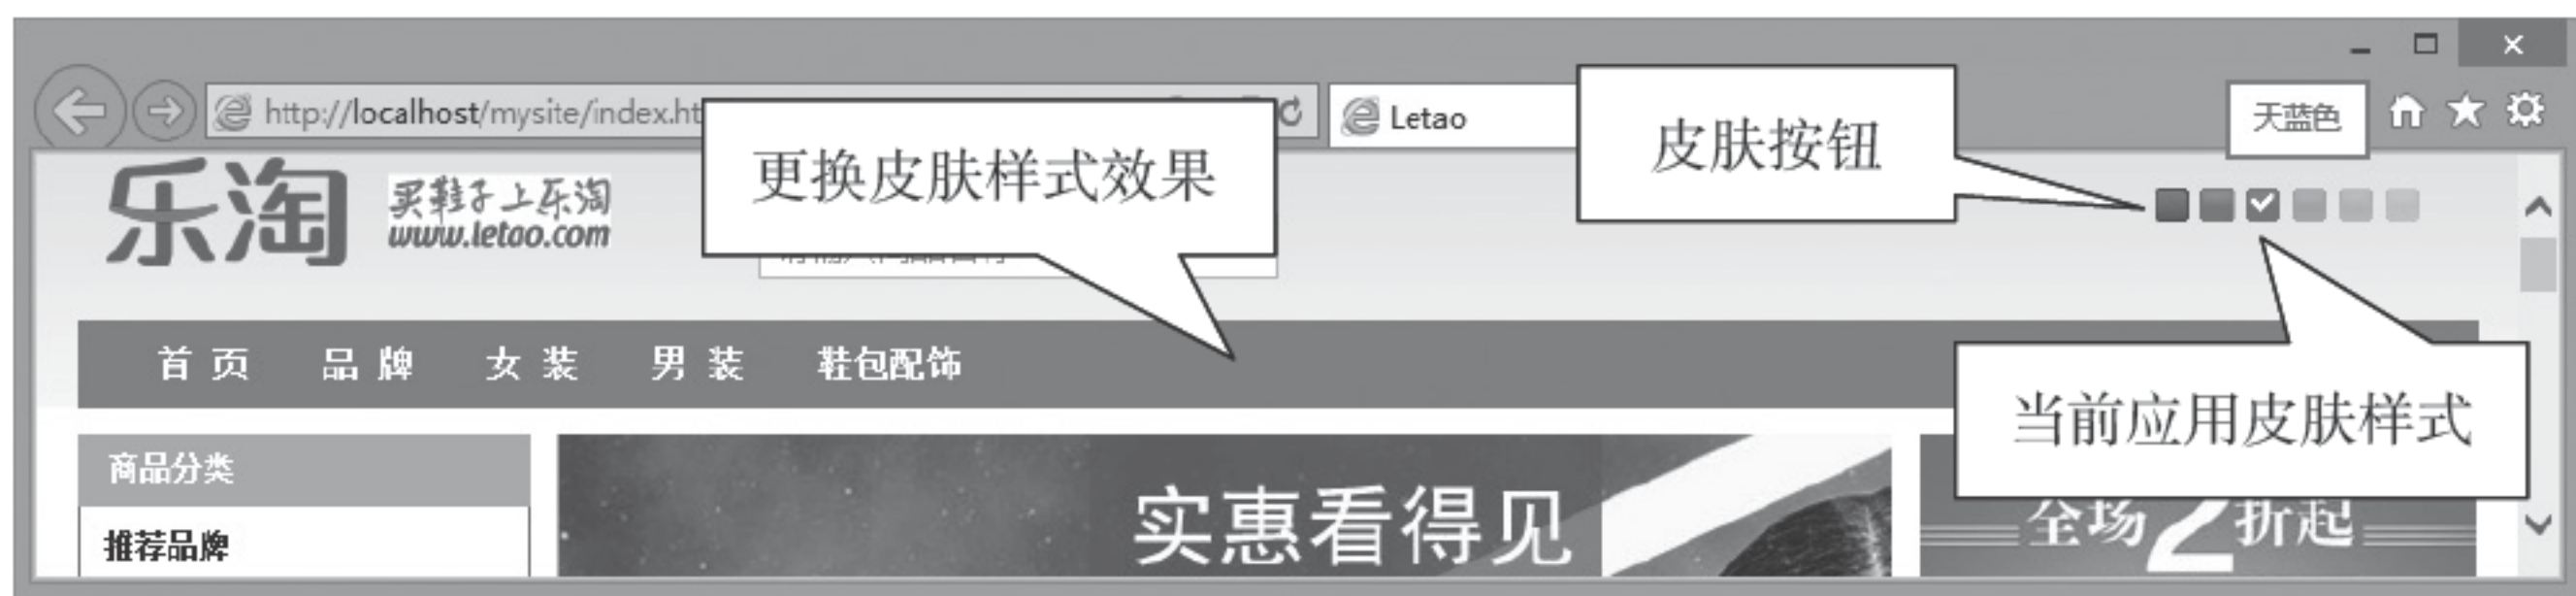 http://localhost/mysite/index.ht
Letao
天蓝色
更换皮肤样式效果
皮肤按钮
乐淘
买鞋子上乐淘
www.letao.com
首 页 品 牌 女 装 男 装 鞋包配饰
当前应用皮肤样式
商品分类
推荐品牌
实惠看得见
全场2折起